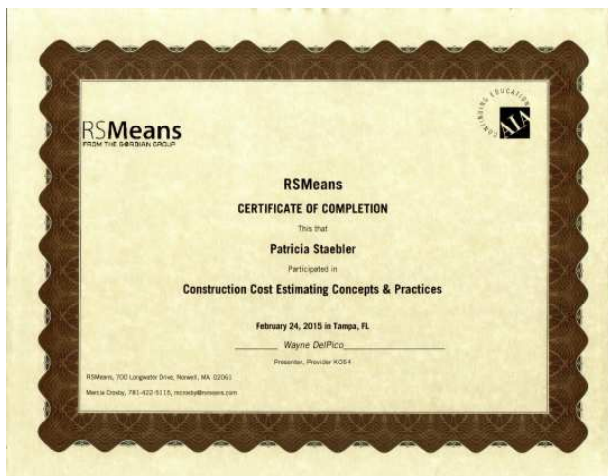 RSMeans
FROM THE GORDIAN GROUP
CONTINUING EDUCATION
AIA
RSMeans
CERTIFICATE OF COMPLETION
This that
Patricia Staebler
Participated in
Construction Cost Estimating Concepts & Practices
February 24, 2015 in Tampa, FL
Wayne DelPico
Presenter, Provider K064
RSMeans, 700 Longwater Drive, Norwell, MA 02061
Marcia Crosby, 781-422-5115, mcrosby@rsmeans.com